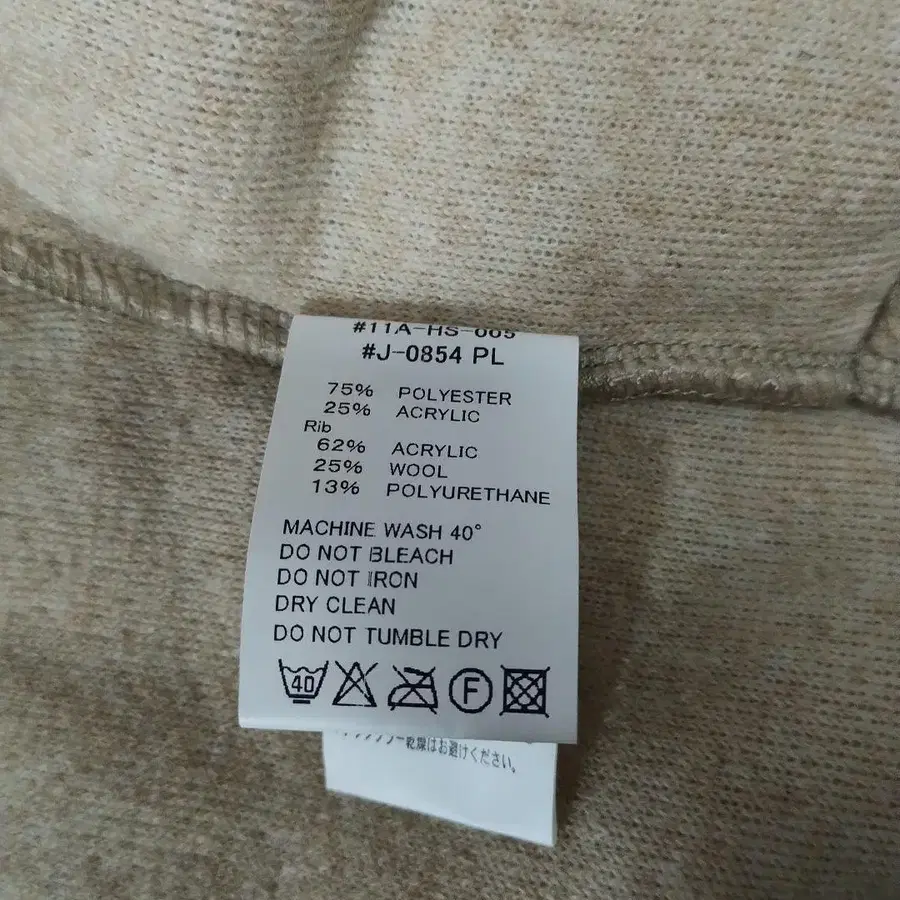 #11A-HS-005
#J-0854 PL
75% POLYESTER
25% ACRYLIC
Rib
62% ACRYLIC
25% WOOL
13% POLYURETHANE
MACHINE WASH 40°
DO NOT BLEACH
DO NOT IRON
DRY CLEAN
DO NOT TUMBLE DRY
40 F
乾燥はお避けください。